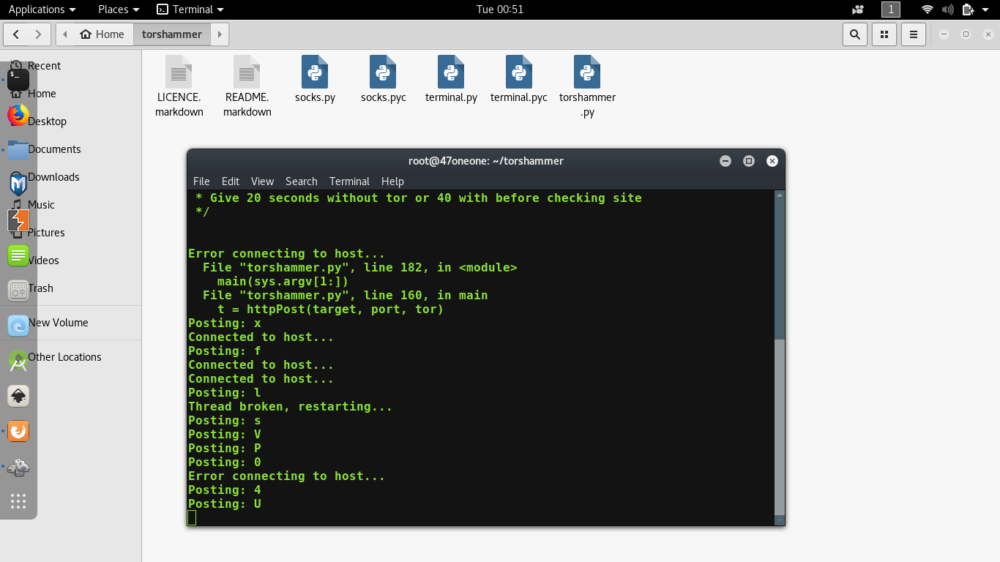 Applications Places Terminal Tue 00:51 1
Home torshammer
Recent
Home
Desktop
Documents
Downloads
Music
Pictures
Videos
Trash
New Volume
Other Locations
LICENCE.
markdown
README.
markdown
socks.py
socks.pyc
terminal.py
terminal.pyc
torshammer
.py
root@47oneone: ~/torshammer
File Edit View Search Terminal Help
* Give 20 seconds without tor or 40 with before checking site
*/
Error connecting to host...
File "torshammer.py", line 182, in <module>
main(sys.argv[1:])
File "torshammer.py", line 160, in main
t = httpPost(target, port, tor)
Posting: x
Connected to host...
Posting: f
Connected to host...
Connected to host...
Posting: l
Thread broken, restarting...
Posting: s
Posting: V
Posting: P
Posting: 0
Error connecting to host...
Posting: 4
Posting: U